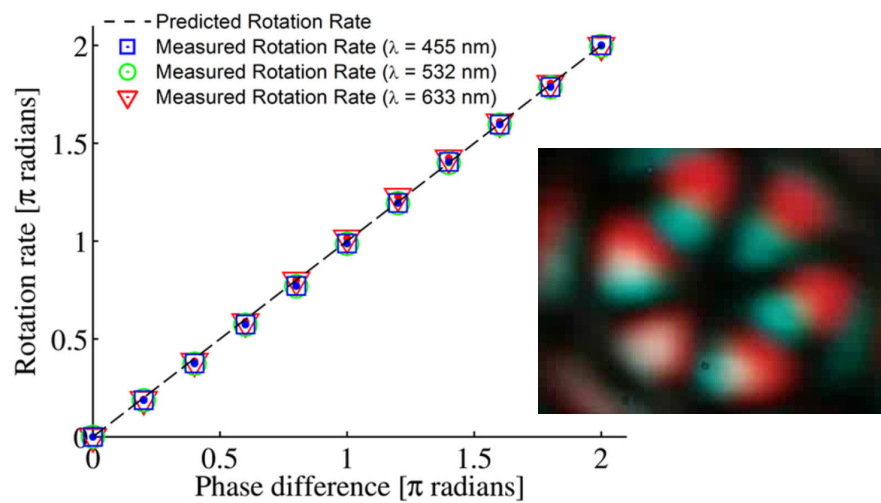 Predicted Rotation Rate
Measured Rotation Rate (λ = 455 nm)
Measured Rotation Rate (λ = 532 nm)
Measured Rotation Rate (λ = 633 nm)
Rotation rate [π radians]
2
1.5
1
0.5
0
0 0.5 1 1.5 2
Phase difference [π radians]